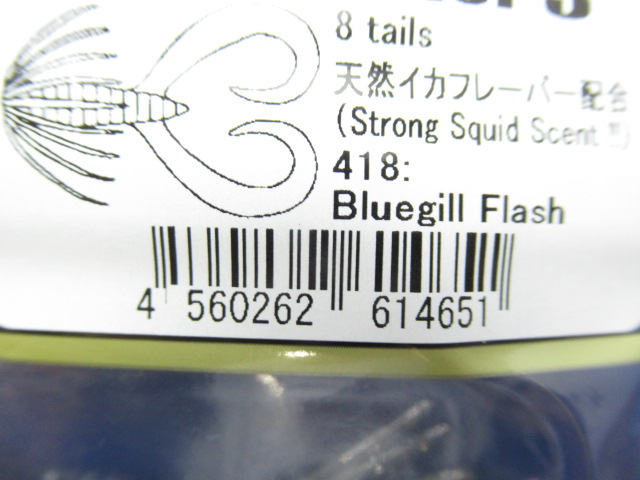 8 tails
天然イカフレーバー配合
(Strong Squid Scent
418:
Bluegill Flash
4 560262 614651